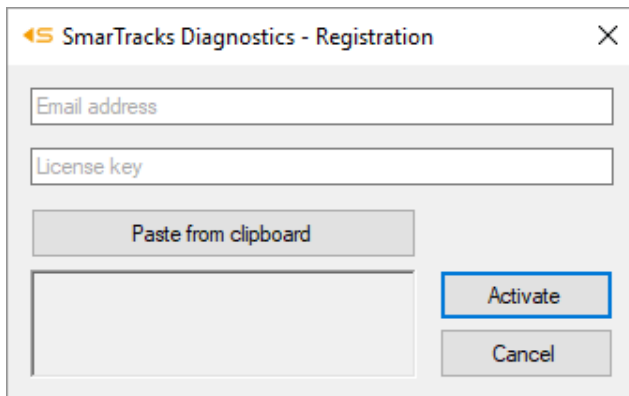 SmarTracks Diagnostics - Registration
Email address
License key
Paste from clipboard
Activate
Cancel